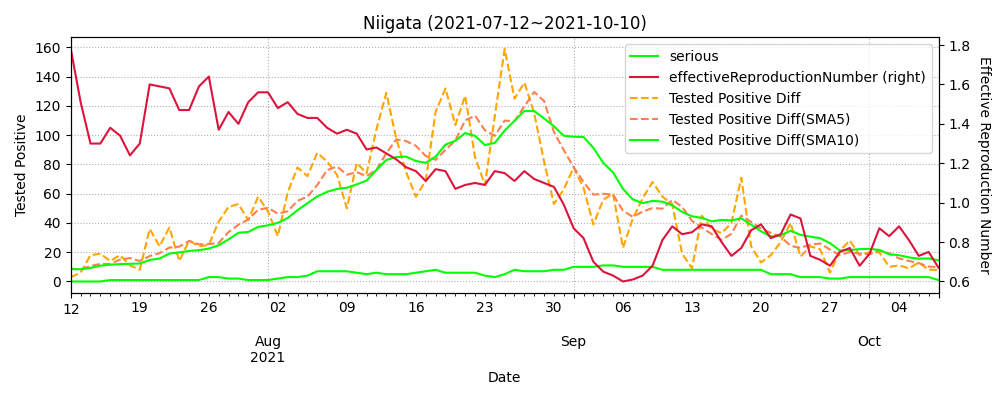 Niigata (2021-07-12~2021-10-10)
160
140
120
100
80
60
40
20
0
Tested Positive
1.8
1.6
1.4
1.2
1.0
0.8
0.6
Effective Reproduction Number
serious
effectiveReproductionNumber (right)
Tested Positive Diff
Tested Positive Diff(SMA5)
Tested Positive Diff(SMA10)
12 19 26 02 09 16 23 30 06 13 20 27 04
Aug Sep Oct
2021
Date